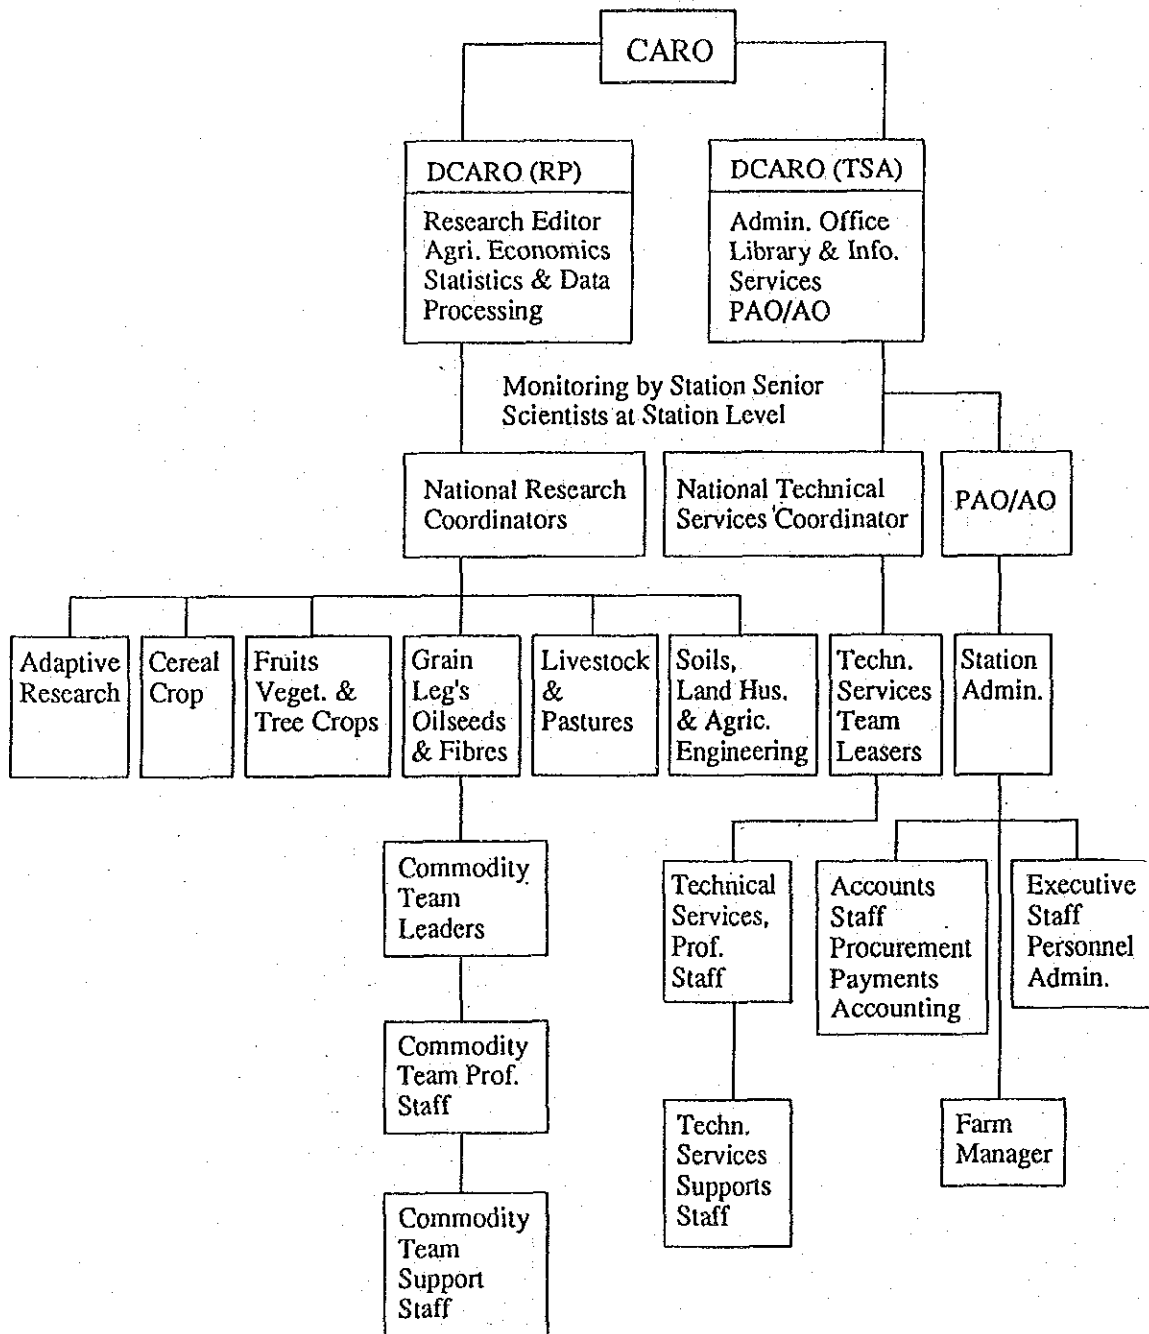 CARO
DCARO (RP)
Research Editor
Agri. Economics
Statistics & Data
Processing
DCARO (TSA)
Admin. Office
Library & Info.
Services
PAO/AO
Monitoring by Station Senior
Scientists at Station Level
National Research
Coordinators
National Technical
Services Coordinator
PAO/AO
Adaptive
Research
Cereal
Crop
Fruits
Veget. &
Tree Crops
Grain
Leg's
Oilseeds
& Fibres
Livestock
&
Pastures
Soils,
Land Hus.
& Agric.
Engineering
Techn.
Services
Team
Leasers
Station
Admin.
Commodity
Team
Leaders
Technical
Services,
Prof.
Staff
Accounts
Staff
Procurement
Payments
Accounting
Executive
Staff
Personnel
Admin.
Commodity
Team Prof.
Staff
Techn.
Services
Supports
Staff
Farm
Manager
Commodity
Team
Support
Staff